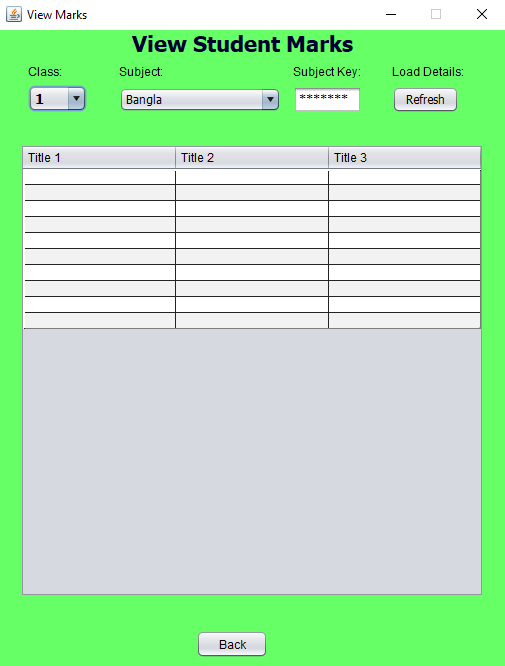 View Marks
View Student Marks
Class: Subject: Subject Key: Load Details:
1 Bangla ******* Refresh
Title 1 Title 2 Title 3
Back